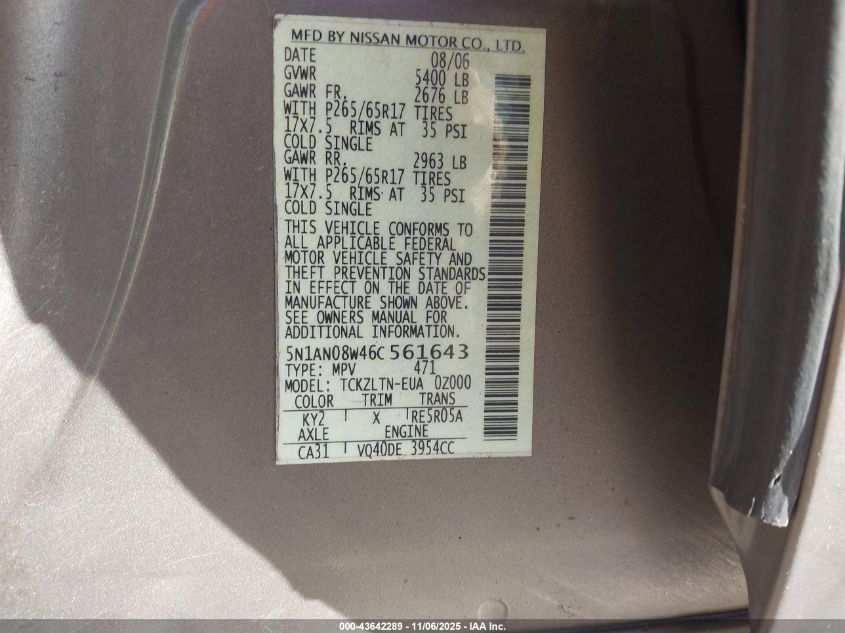 MFD BY NISSAN MOTOR CO., LTD.
DATE 08/06
GVWR 5400 LB
GAWR FR. 2676 LB
WITH P265/65R17 TIRES
17X7.5 RIMS AT 35 PSI
COLD SINGLE
GAWR RR. 2963 LB
WITH P265/65R17 TIRES
17X7.5 RIMS AT 35 PSI
COLD SINGLE
THIS VEHICLE CONFORMS TO
ALL APPLICABLE FEDERAL
MOTOR VEHICLE SAFETY AND
THEFT PREVENTION STANDARDS
IN EFFECT ON THE DATE OF
MANUFACTURE SHOWN ABOVE.
SEE OWNERS MANUAL FOR
ADDITIONAL INFORMATION.
5N1AN08W46C561643
TYPE: MPV 471
MODEL: TCKZLTN-EUA 0Z000
COLOR TRIM TRANS
KY2 X RE5R05A
AXLE ENGINE
CA31 VQ40DE 3954CC
000-43642289 - 11/06/2025 - IAA Inc.